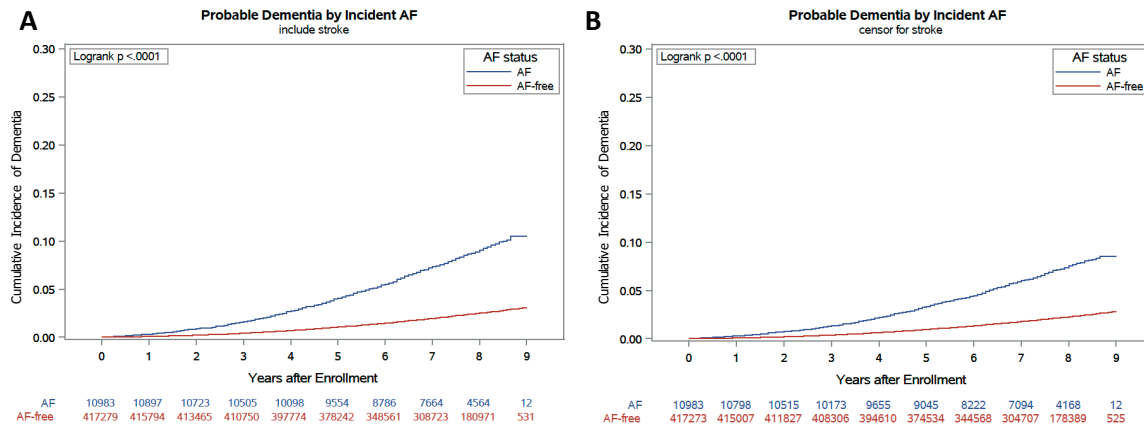 A
Probable Dementia by Incident AF
include stroke
Logrank p <.0001
AF status
AF
AF-free
Cumulative Incidence of Dementia
0.30
0.25
0.20
0.15
0.10
0.05
0.00
0 1 2 3 4 5 6 7 8 9
Years after Enrollment
AF 10983 10897 10723 10505 10098 9554 8786 7664 4564 12
AF-free 417279 415794 413465 410750 397774 378242 348561 308723 180971 531
B
Probable Dementia by Incident AF
censor for stroke
Logrank p <.0001
AF status
AF
AF-free
Cumulative Incidence of Dementia
0.30
0.25
0.20
0.15
0.10
0.05
0.00
0 1 2 3 4 5 6 7 8 9
Years after Enrollment
AF 10983 10798 10515 10173 9655 9045 8222 7094 4168 12
AF-free 417273 415007 411827 408306 394610 374534 344568 304707 178389 525